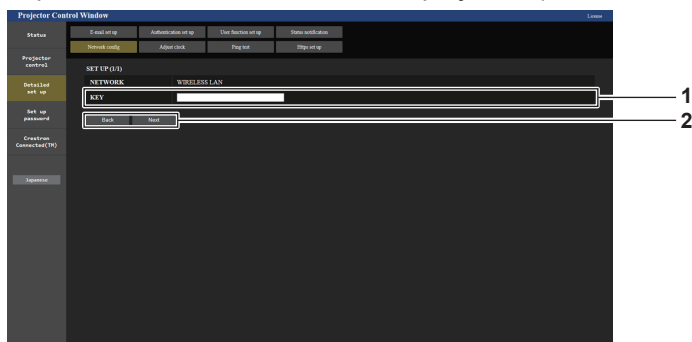 Projector Control Window
License
Status
E-mail set up
Authentication set up
User function set up
Status notification
Network config
Adjust clock
Ping test
Https set up
Projector
control
SET UP (1/1)
NETWORK
WIRELESS LAN
Detailed
set up
KEY
1
Back
Next
2
Set up
password
Crestron
Connected(TM)
Japanese